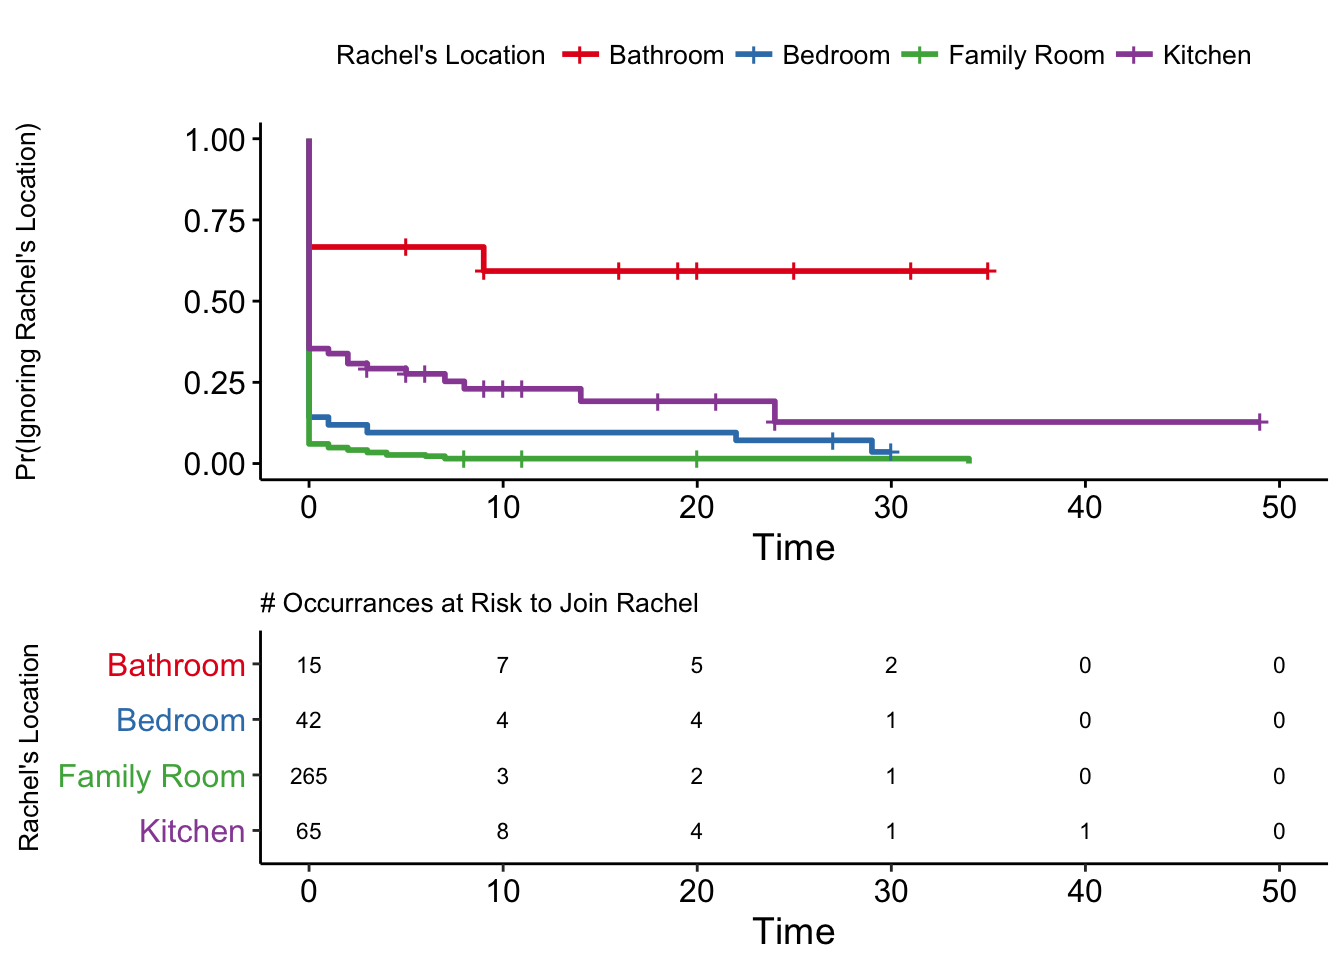 Rachel's Location Bathroom Bedroom Family Room Kitchen
Pr(Ignoring Rachel's Location)
1.00
0.75
0.50
0.25
0.00
0 10 20 30 40 50
Time
# Occurrances at Risk to Join Rachel
Rachel's Location
Bathroom 15 7 5 2 0 0
Bedroom 42 4 4 1 0 0
Family Room 265 3 2 1 0 0
Kitchen 65 8 4 1 1 0
0 10 20 30 40 50
Time